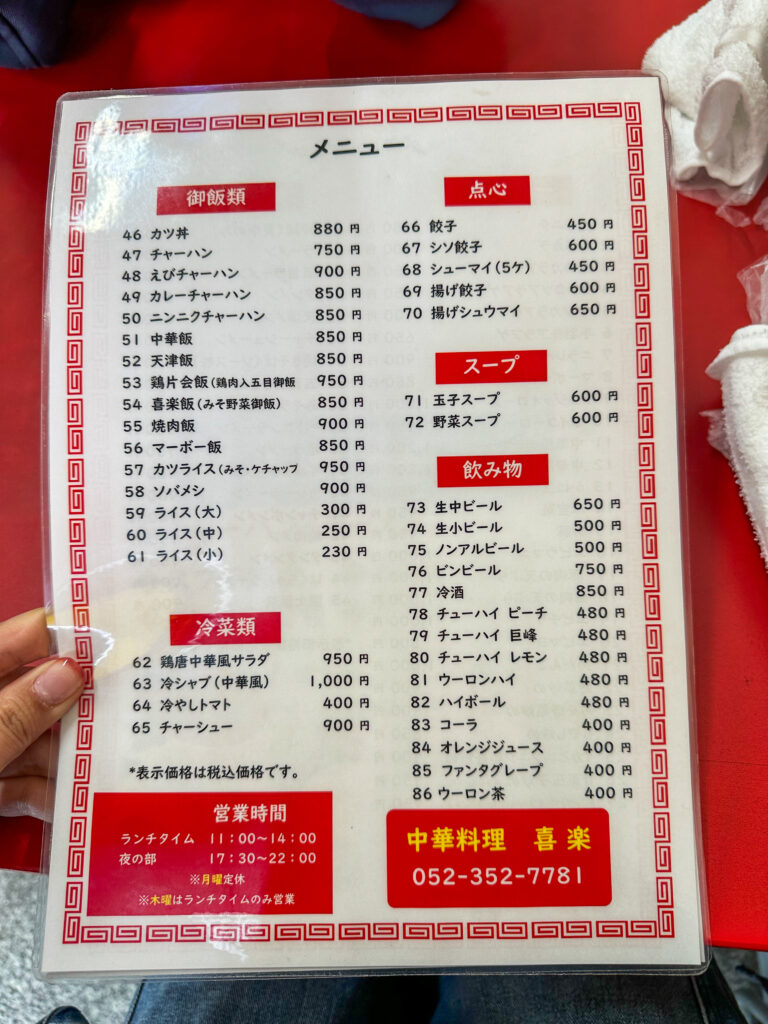 メニュー
御飯類
46 カツ丼 880 円
47 チャーハン 750 円
48 えびチャーハン 900 円
49 カレーチャーハン 850 円
50 ニンニクチャーハン 850 円
51 中華飯 850 円
52 天津飯 850 円
53 鶏片会飯(鶏肉入五目御飯 950 円
54 喜楽飯(みそ野菜御飯) 850 円
55 焼肉飯 900 円
56 マーボー飯 850 円
57 カツライス(みそ・ケチャップ 950 円
58 ソバメシ 900 円
59 ライス(大) 300 円
60 ライス(中) 250 円
61 ライス(小) 230 円
冷菜類
62 鶏唐中華風サラダ 950 円
63 冷シャブ(中華風) 1,000 円
64 冷やしトマト 400 円
65 チャーシュー 900 円
*表示価格は税込価格です。
営業時間
ランチタイム 11:00〜14:00
夜の部 17:30〜22:00
※月曜定休
※木曜はランチタイムのみ営業
点心
66 餃子 450 円
67 シソ餃子 600 円
68 シューマイ(5ケ) 450 円
69 揚げ餃子 600 円
70 揚げシュウマイ 650 円
スープ
71 玉子スープ 600 円
72 野菜スープ 600 円
飲み物
73 生中ビール 650 円
74 生小ビール 500 円
75 ノンアルビール 500 円
76 ビンビール 750 円
77 冷酒 850 円
78 チューハイ ピーチ 480 円
79 チューハイ 巨峰 480 円
80 チューハイ レモン 480 円
81 ウーロンハイ 480 円
82 ハイボール 480 円
83 コーラ 400 円
84 オレンジジュース 400 円
85 ファンタグレープ 400 円
86 ウーロン茶 400 円
中華料理 喜楽
052-352-7781